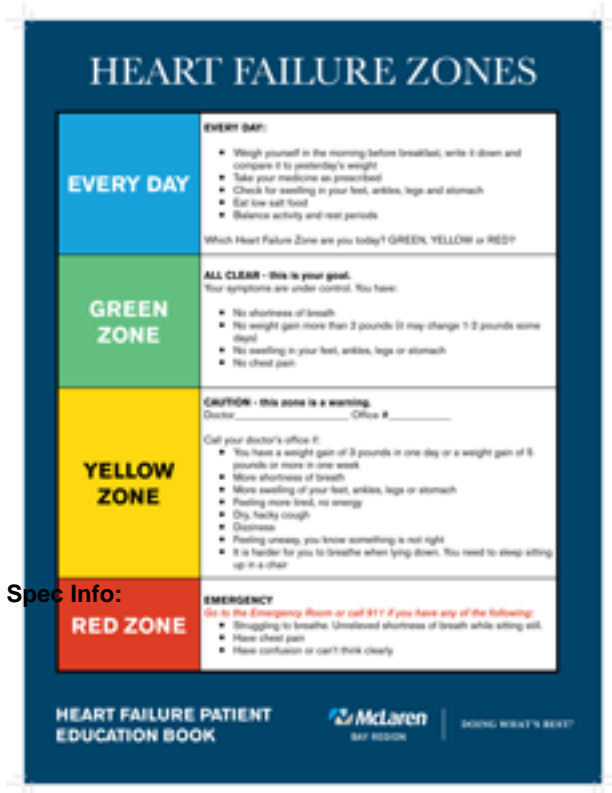 HEART FAILURE ZONES
EVERY DAY
EVERY DAY:
Weigh yourself in the morning before breakfast, write it down and
compare it to yesterday's weight
Take your medicine as prescribed
Check for swelling in your feet, ankles, legs and stomach
Eat low salt food
Balance activity and rest periods
Which Heart Failure Zone are you today? GREEN, YELLOW or RED?
GREEN
ZONE
ALL CLEAR - this is your goal.
Your symptoms are under control. You have:
No shortness of breath
No weight gain more than 2 pounds (it may change 1-2 pounds some
days)
No swelling in your feet, ankles, legs or stomach
No chest pain
YELLOW
ZONE
CAUTION - this zone is a warning.
Doctor____________________ Office #___________
Call your doctor's office if:
You have a weight gain of 3 pounds in one day or a weight gain of 5
pounds or more in one week
More shortness of breath
More swelling of your feet, ankles, legs or stomach
Feeling more tired, no energy
Dry, hacky cough
Dizziness
Feeling uneasy, you know something is not right
It is harder for you to breathe when lying down. You need to sleep sitting
up in a chair
Spec Info:
RED ZONE
EMERGENCY
Go to the Emergency Room or call 911 if you have any of the following:
Struggling to breathe. Unrelieved shortness of breath while sitting still.
Have chest pain
Have confusion or can't think clearly
HEART FAILURE PATIENT
EDUCATION BOOK
McLaren
BAY REGION
DOING WHAT'S BEST.®